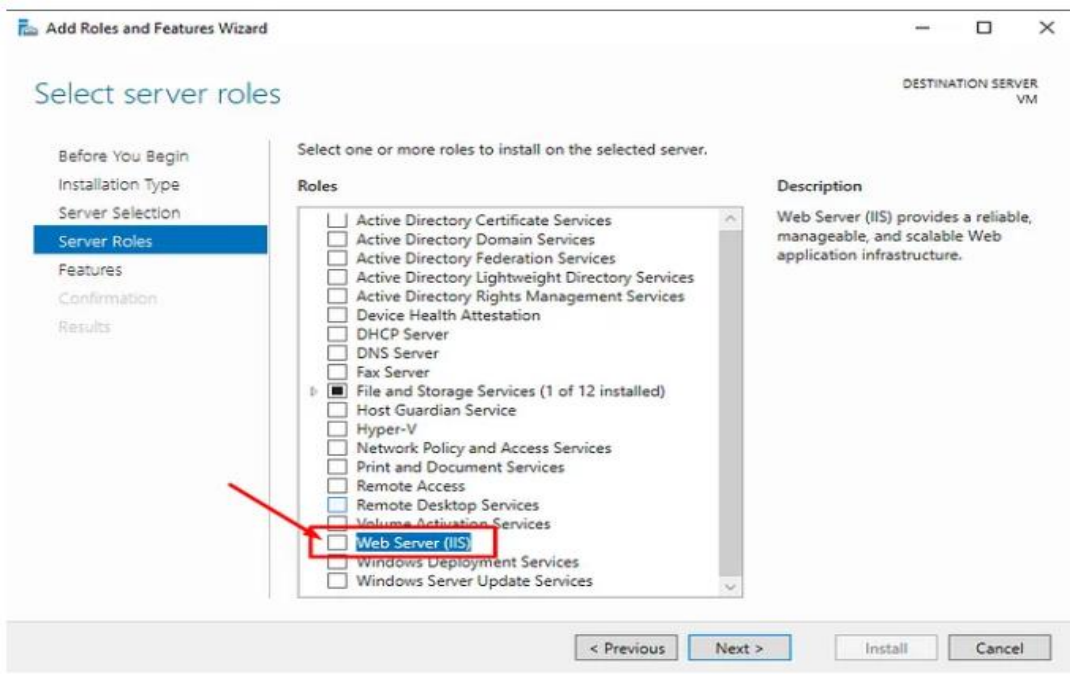 Add Roles and Features Wizard
Select server roles
DESTINATION SERVER
VM
Before You Begin
Installation Type
Server Selection
Server Roles
Features
Confirmation
Results
Select one or more roles to install on the selected server.
Roles
Active Directory Certificate Services
Active Directory Domain Services
Active Directory Federation Services
Active Directory Lightweight Directory Services
Active Directory Rights Management Services
Device Health Attestation
DHCP Server
DNS Server
Fax Server
File and Storage Services (1 of 12 installed)
Host Guardian Service
Hyper-V
Network Policy and Access Services
Print and Document Services
Remote Access
Remote Desktop Services
Volume Activation Services
Web Server (IIS)
Windows Deployment Services
Windows Server Update Services
Description
Web Server (IIS) provides a reliable,
manageable, and scalable Web
application infrastructure.
< Previous
Next >
Install
Cancel